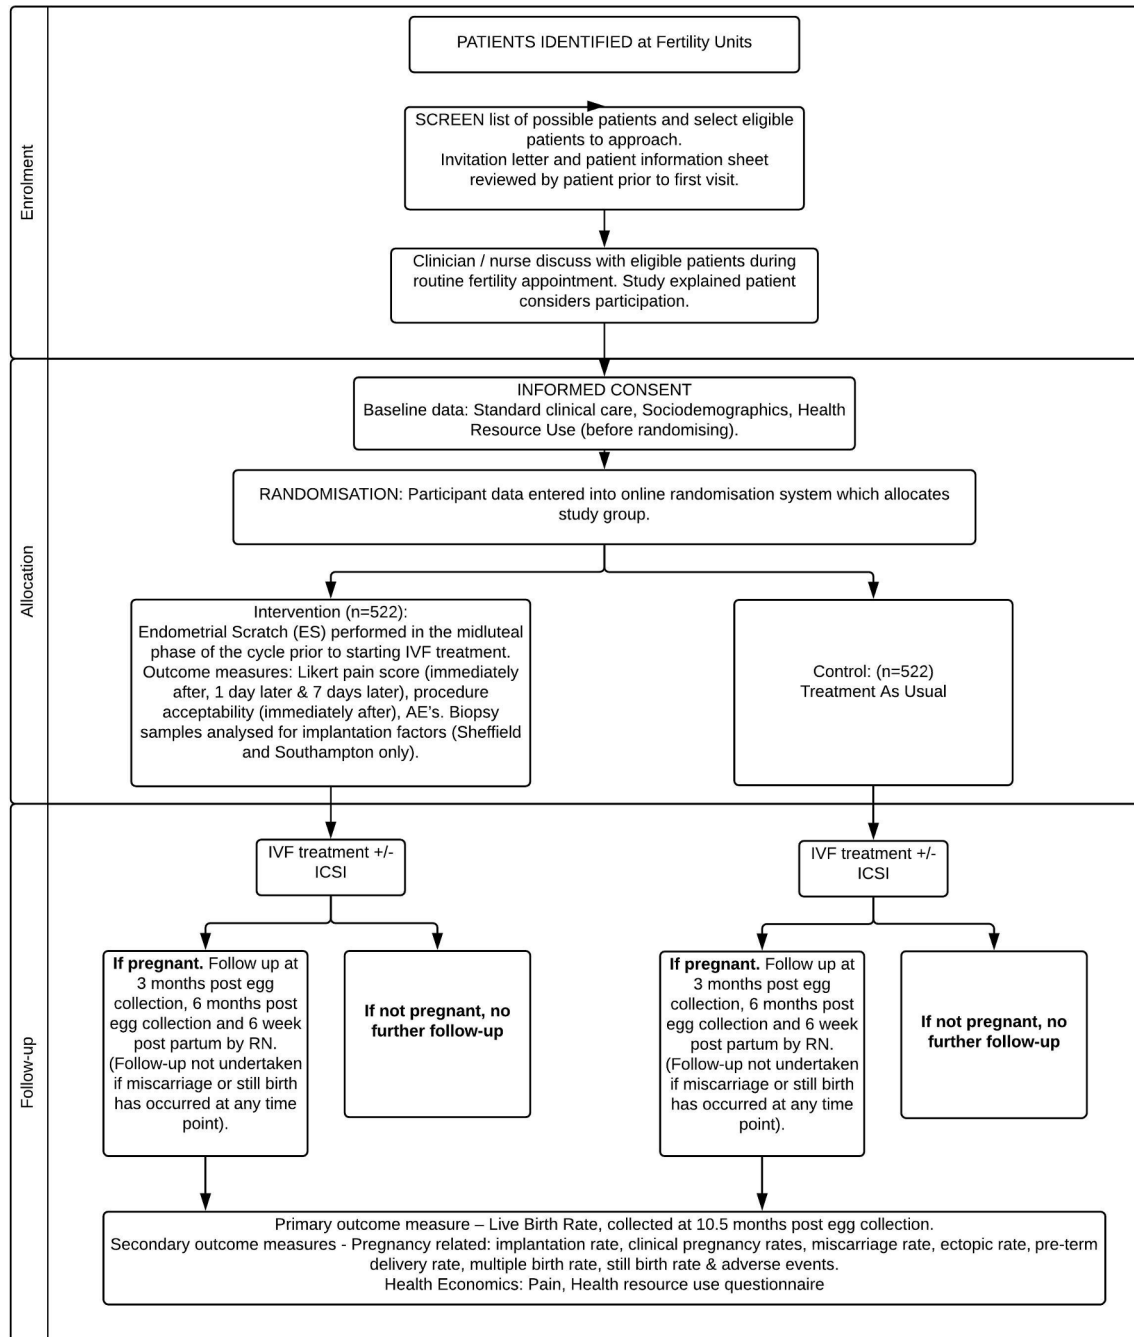 Enrolment
PATIENTS IDENTIFIED at Fertility Units
SCREEN list of possible patients and select eligible
patients to approach.
Invitation letter and patient information sheet
reviewed by patient prior to first visit.
Clinician / nurse discuss with eligible patients during
routine fertility appointment. Study explained patient
considers participation.
Allocation
INFORMED CONSENT
Baseline data: Standard clinical care, Sociodemographics, Health
Resource Use (before randomising).
RANDOMISATION: Participant data entered into online randomisation system which allocates
study group.
Intervention (n=522):
Endometrial Scratch (ES) performed in the midluteal
phase of the cycle prior to starting IVF treatment.
Outcome measures: Likert pain score (immediately
after, 1 day later & 7 days later), procedure
acceptability (immediately after), AE's. Biopsy
samples analysed for implantation factors (Sheffield
and Southampton only).
Control: (n=522)
Treatment As Usual
Follow-up
IVF treatment +/-
ICSI
IVF treatment +/-
ICSI
If pregnant. Follow up at
3 months post egg
collection, 6 months post
egg collection and 6 week
post partum by RN.
(Follow-up not undertaken
if miscarriage or still birth
has occurred at any time
point).
If not pregnant, no
further follow-up
If pregnant. Follow up at
3 months post egg
collection, 6 months post
egg collection and 6 week
post partum by RN.
(Follow-up not undertaken
if miscarriage or still birth
has occurred at any time
point).
If not pregnant, no
further follow-up
Primary outcome measure – Live Birth Rate, collected at 10.5 months post egg collection.
Secondary outcome measures - Pregnancy related: implantation rate, clinical pregnancy rates, miscarriage rate, ectopic rate, pre-term
delivery rate, multiple birth rate, still birth rate & adverse events.
Health Economics: Pain, Health resource use questionnaire